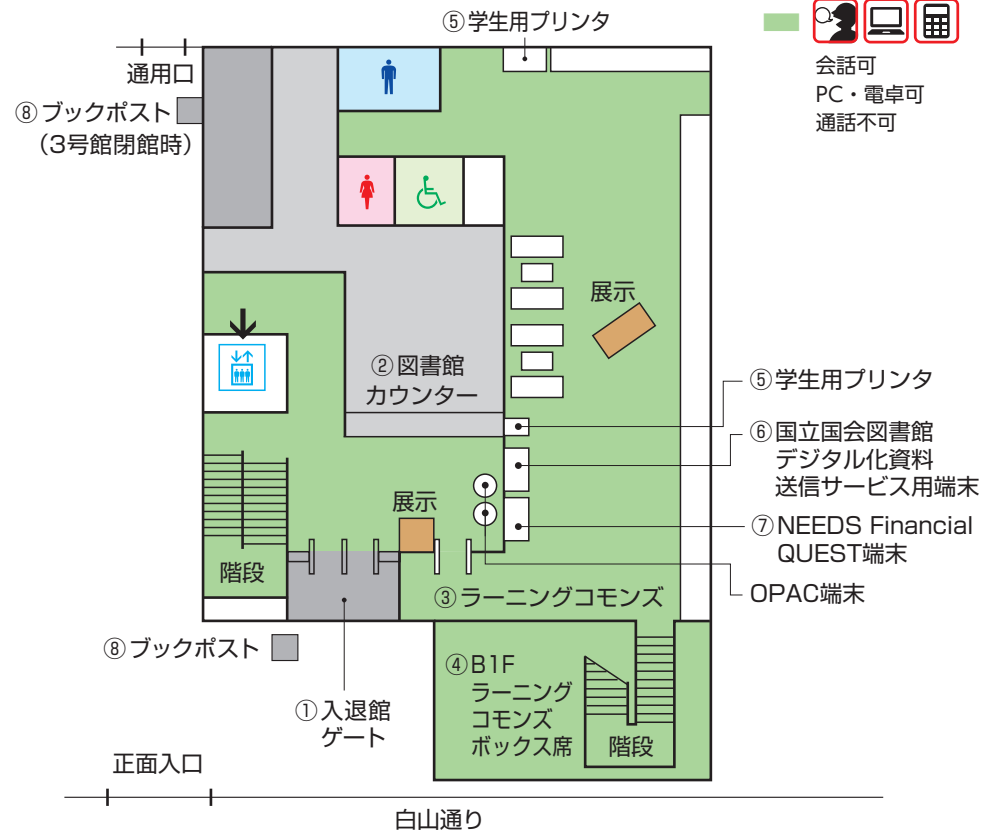 ⑤学生用プリンタ
会話可
PC・電卓可
通話不可
通用口
⑧ブックポスト
(3号館閉館時)
展示
②図書館
カウンター
⑤学生用プリンタ
⑥国立国会図書館
デジタル化資料
送信サービス用端末
展示
⑦NEEDS Financial
QUEST端末
階段
OPAC端末
③ラーニングコモンズ
⑧ブックポスト
④B1F
ラーニング
コモンズ
ボックス席
階段
①入退館
ゲート
正面入口
白山通り